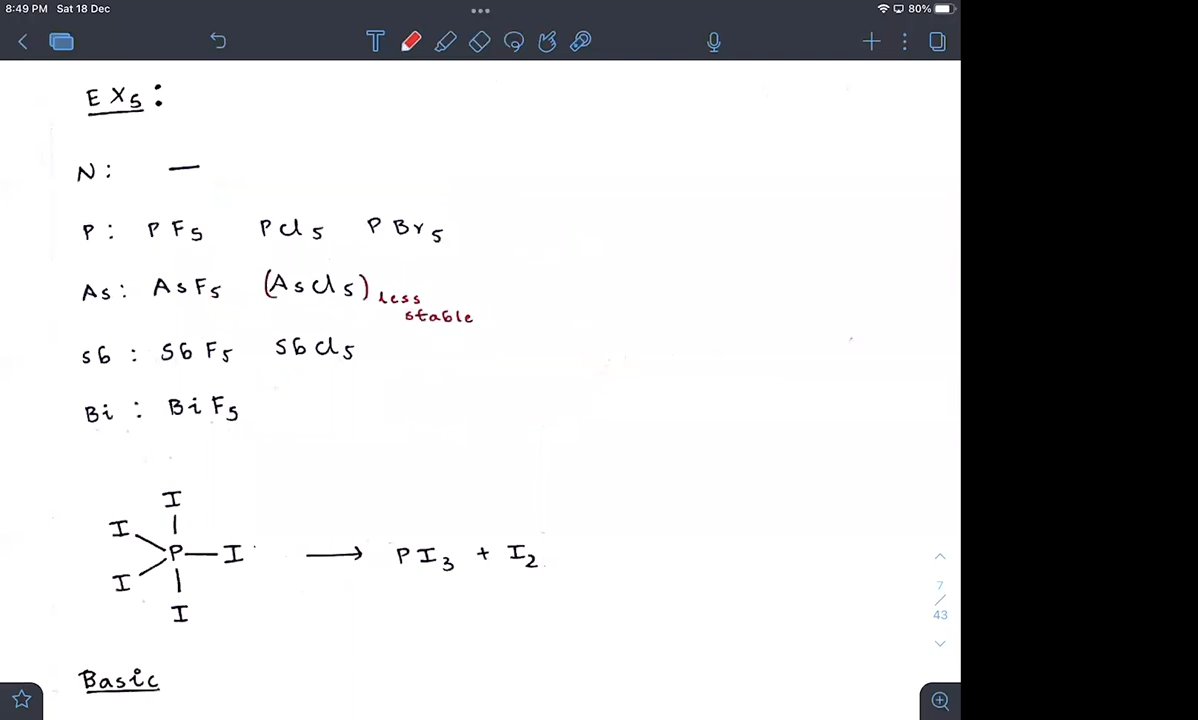 8:49 PM Sat 18 Dec
80%
EX5:
N: —
P: PF5 PCl5 PBr5
As: AsF5 (AsCl5) less stable
Sb: SbF5 SbCl5
Bi: BiF5
I
I
P—I → PI3 + I2
I
I
Basic
7
/
43